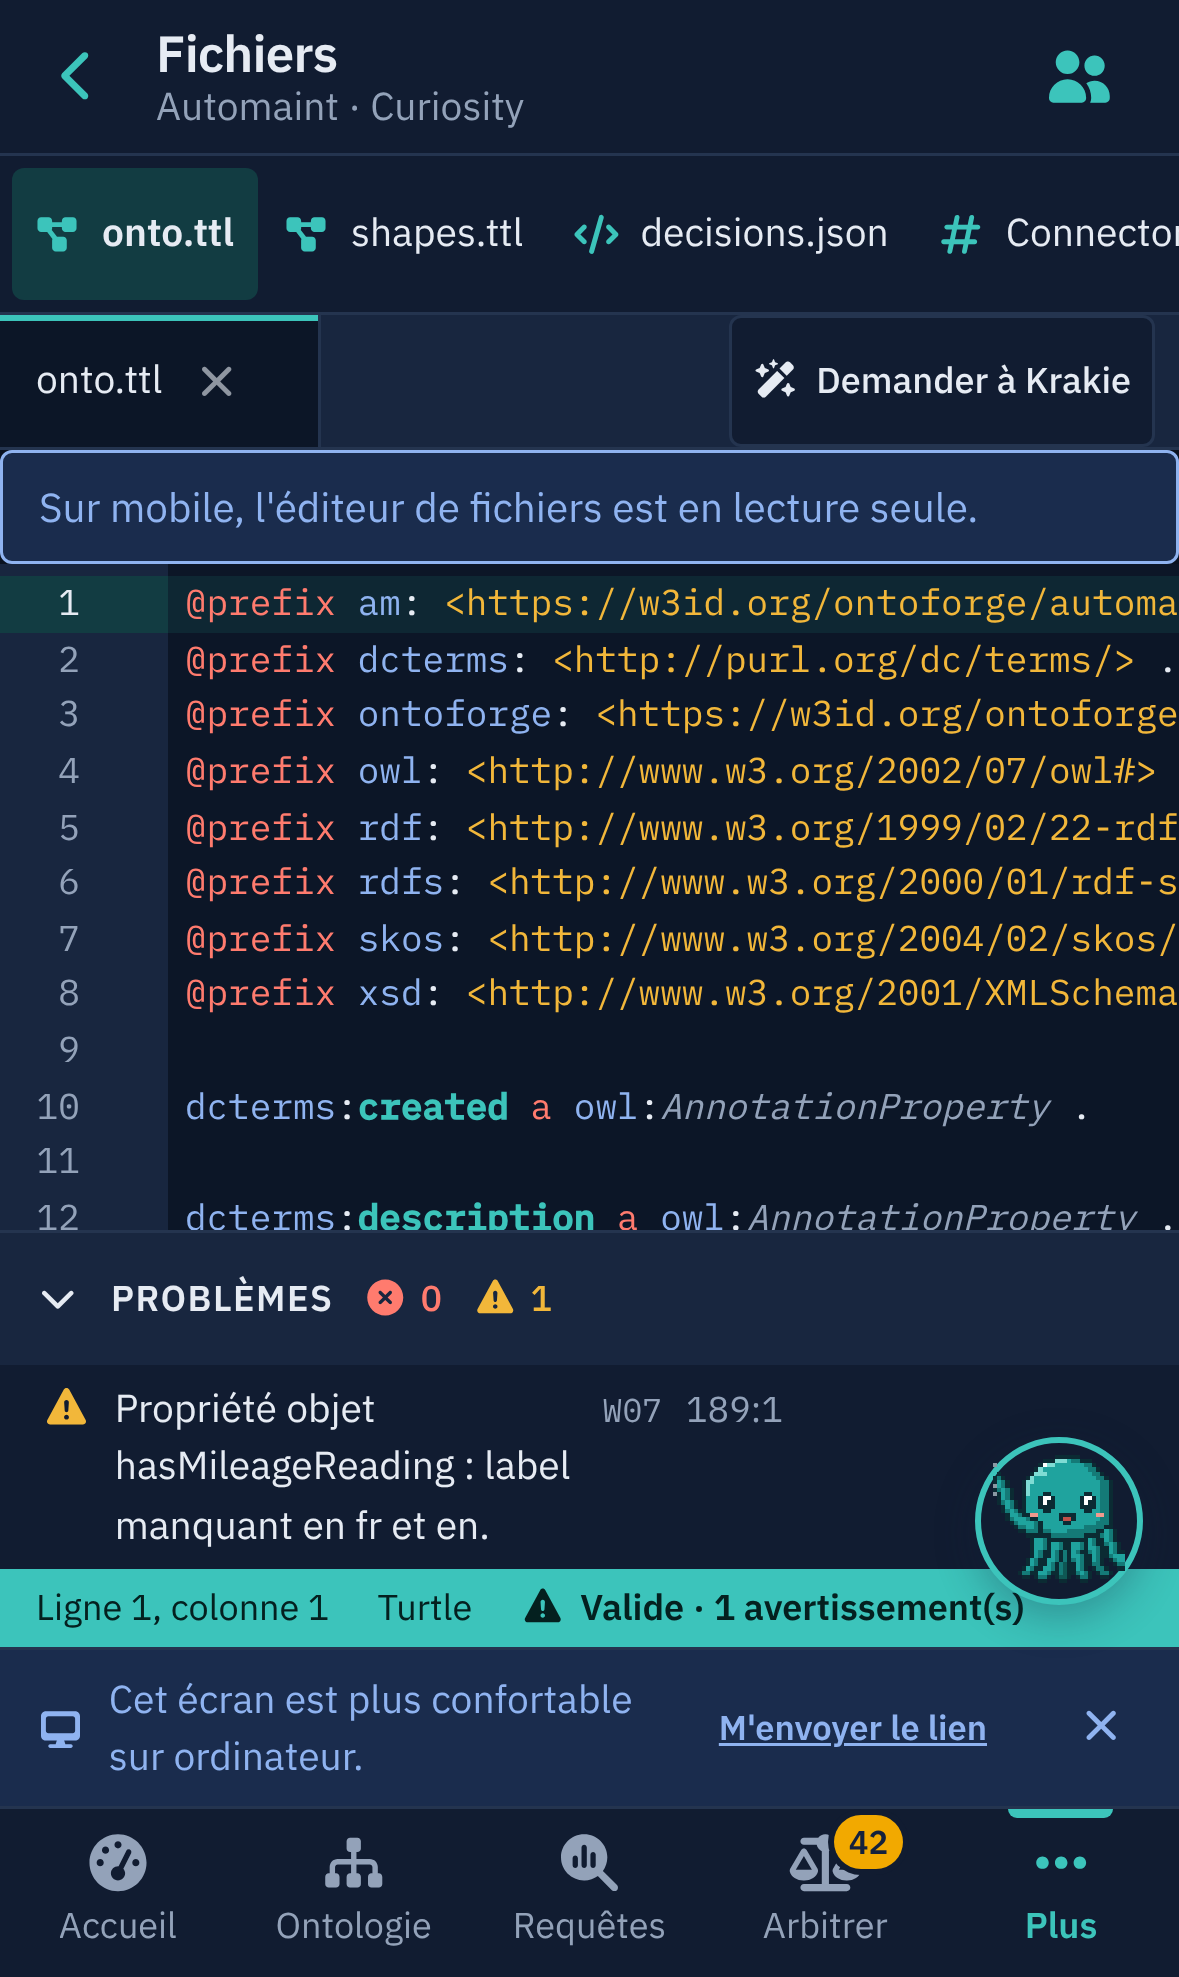 Fichiers
Automaint · Curiosity
onto.ttl
shapes.ttl
decisions.json
Connector
onto.ttl
Demander à Krakie
Sur mobile, l'éditeur de fichiers est en lecture seule.
1 @prefix am: <https://w3id.org/ontoforge/automa
2 @prefix dcterms: <http://purl.org/dc/terms/> .
3 @prefix ontoforge: <https://w3id.org/ontoforge
4 @prefix owl: <http://www.w3.org/2002/07/owl#>
5 @prefix rdf: <http://www.w3.org/1999/02/22-rdf
6 @prefix rdfs: <http://www.w3.org/2000/01/rdf-s
7 @prefix skos: <http://www.w3.org/2004/02/skos/
8 @prefix xsd: <http://www.w3.org/2001/XMLSchema
9
10 dcterms:created a owl:AnnotationProperty .
11
12 dcterms:description a owl:AnnotationProperty .
PROBLÈMES 0 1
Propriété objet W07 189:1
hasMileageReading : label
manquant en fr et en.
Ligne 1, colonne 1 Turtle Valide · 1 avertissement(s)
Cet écran est plus confortable
sur ordinateur.
M'envoyer le lien
42
Accueil
Ontologie
Requêtes
Arbitrer
Plus